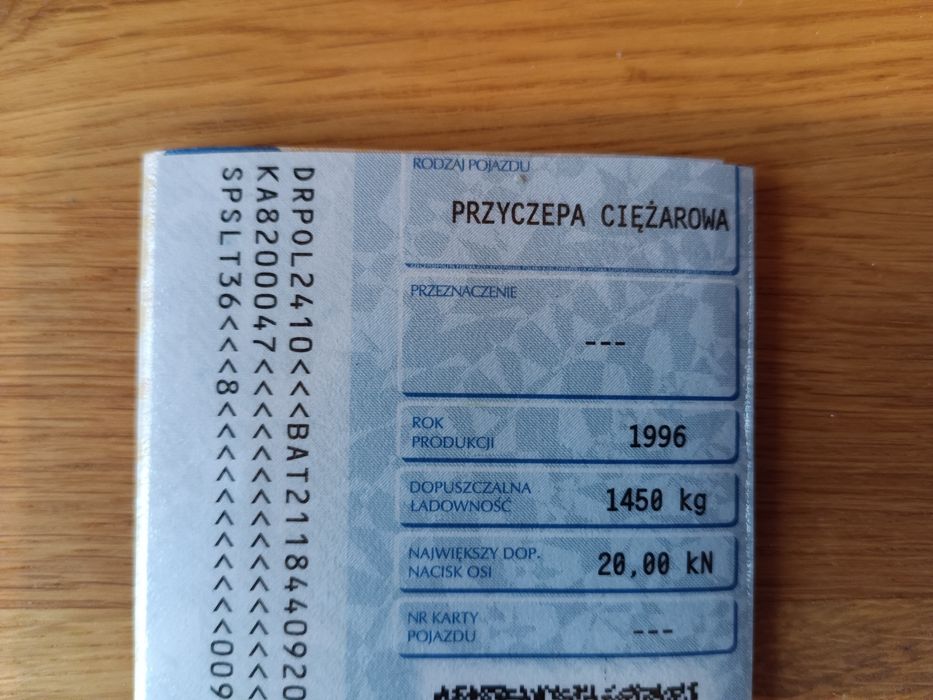 RODZAJ POJAZDU
PRZYCZEPA CIĘŻAROWA
PRZEZNACZENIE
---
ROK
PRODUKCJI
1996
DOPUSZCZALNA
ŁADOWNOŚĆ
1450 kg
NAJWIĘKSZY DOP.
NACISK OSI
20,00 kN
NR KARTY
POJAZDU
---
DRPOL2410<<BAT2118440920
KA8200047<<<<<<<<<<<<<<<
SPSLT36<<<8<<<<<<<<<<009